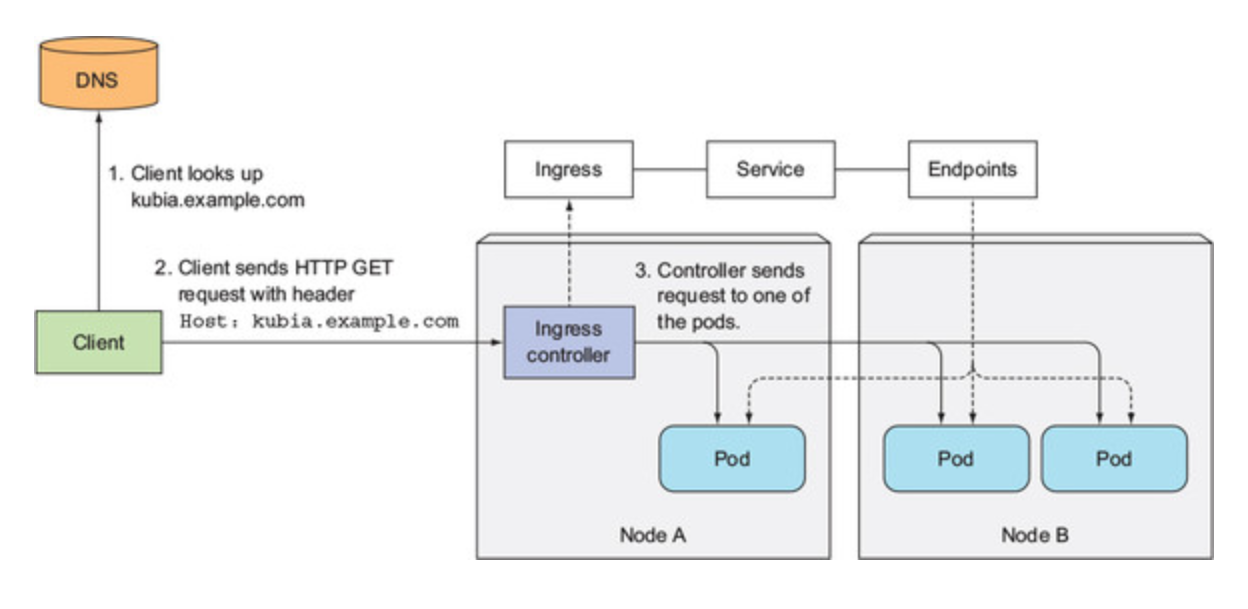 DNS
1. Client looks up
kubia.example.com
Ingress
Service
Endpoints
2. Client sends HTTP GET
request with header
Host: kubia.example.com
3. Controller sends
request to one of
the pods.
Client
Ingress
controller
Pod
Pod
Pod
Node A
Node B